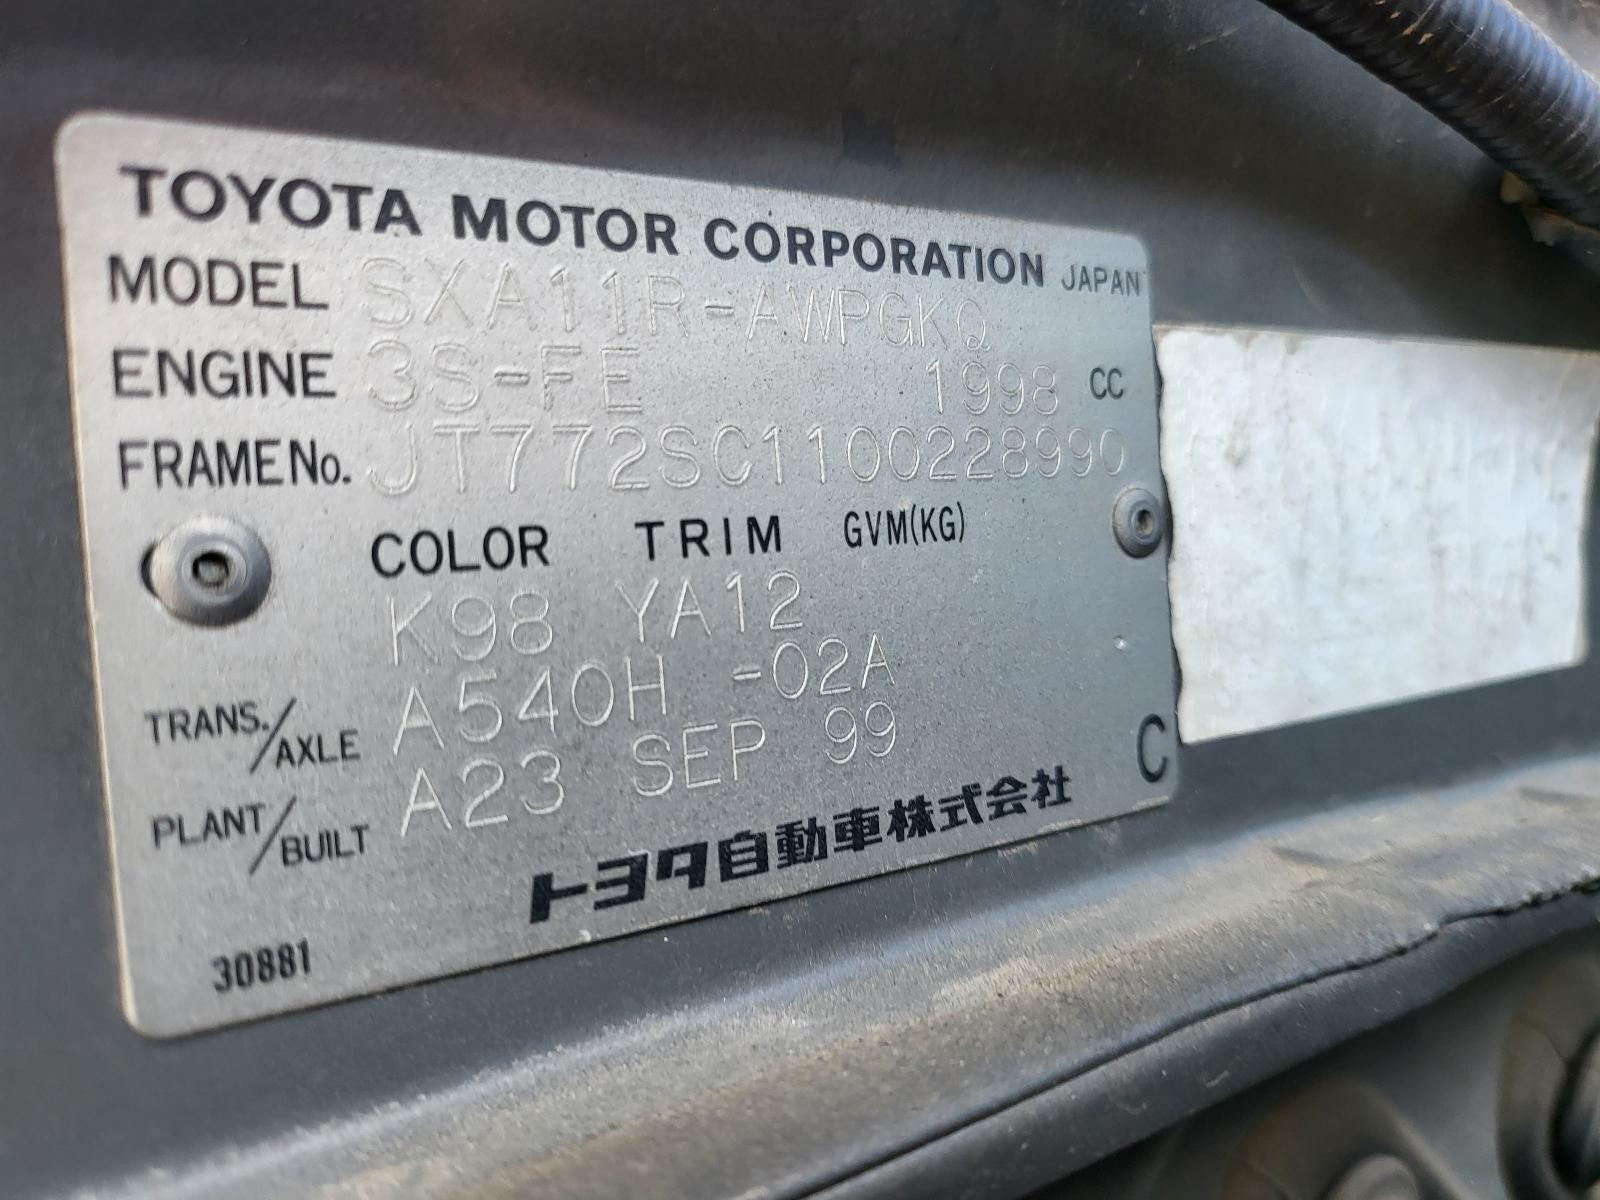 TOYOTA MOTOR CORPORATION JAPAN
MODEL SXA11R-AWPGKQ
ENGINE 3S-FE 1998 CC
FRAME No. JT772SC1100228990
COLOR TRIM GVM(KG)
K98 YA12
TRANS./AXLE A540H -02A
PLANT/BUILT A23 SEP 99
C
トヨタ自動車株式会社
30881